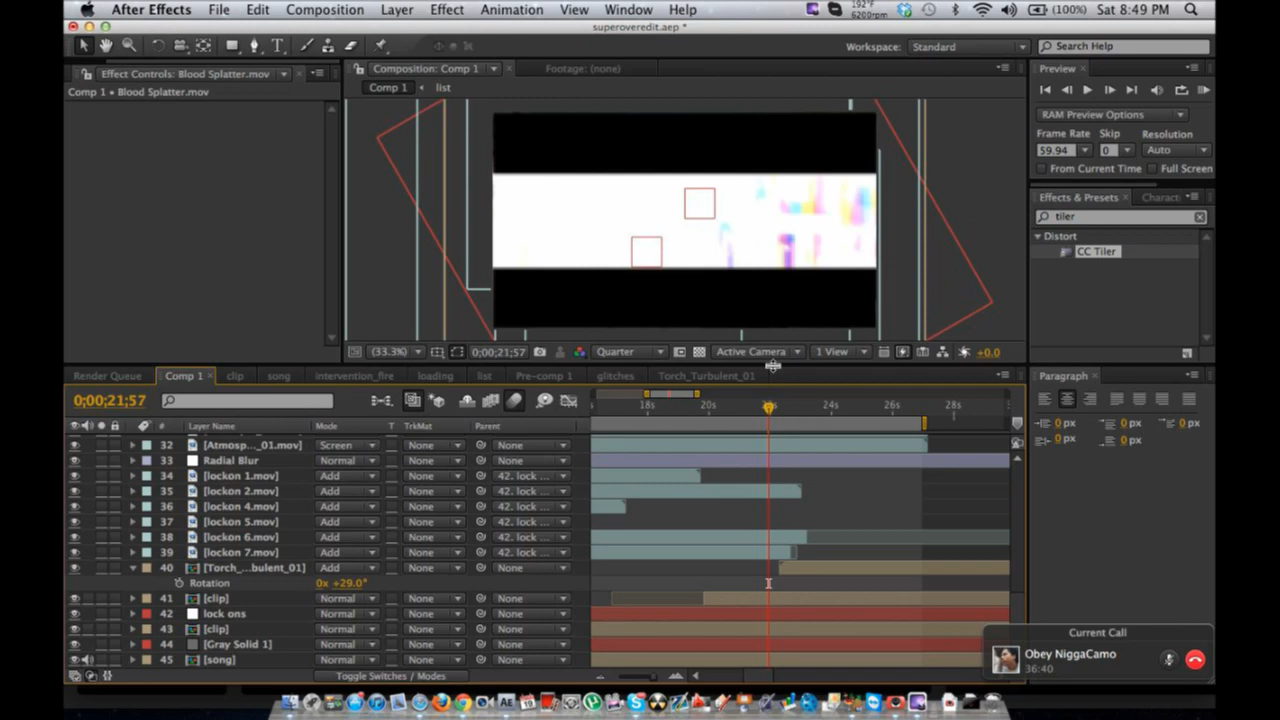 After Effects File Edit Composition Layer Effect Animation View Window Help 192°F 6200rpm (100%) Sat 8:49 PM
superoveredit.aep *
Workspace: Standard Search Help
Effect Controls: Blood Splatter.mov Composition: Comp 1 Footage: (none) Preview
Comp 1 • Blood Splatter.mov Comp 1 list
RAM Preview Options
Frame Rate Skip Resolution
59.94 0 Auto
From Current Time Full Screen
Effects & Presets Charact
tiler
Distort
CC Tiler
(33.3%) 0;00;21;57 Quarter Active Camera 1 View +0.0
Render Queue Comp 1 clip song intervention_fire loading list Pre-comp 1 glitches Torch_Turbulent_01 Paragraph
0;00;21;57 18s 20s 24s 26s 28s
# Layer Name Mode T TrkMat Parent
0 px 0 px 0 px
0 px 0 px
32 [Atmosp..._01.mov] Screen None None
33 Radial Blur Normal None None
34 [lockon 1.mov] Add None 42. lock ...
35 [lockon 2.mov] Add None 42. lock ...
36 [lockon 4.mov] Add None 42. lock ...
37 [lockon 5.mov] Add None 42. lock ...
38 [lockon 6.mov] Add None 42. lock ...
39 [lockon 7.mov] Add None 42. lock ...
40 [Torch_...bulent_01] Add None None
Rotation 0x +29.0°
41 [clip] Normal None None
42 lock ons Normal None None
43 [clip] Normal None None
44 [Gray Solid 1] Normal None None
45 [song] Normal None None
Toggle Switches / Modes
Current Call
Obey NiggaCamo
36:40